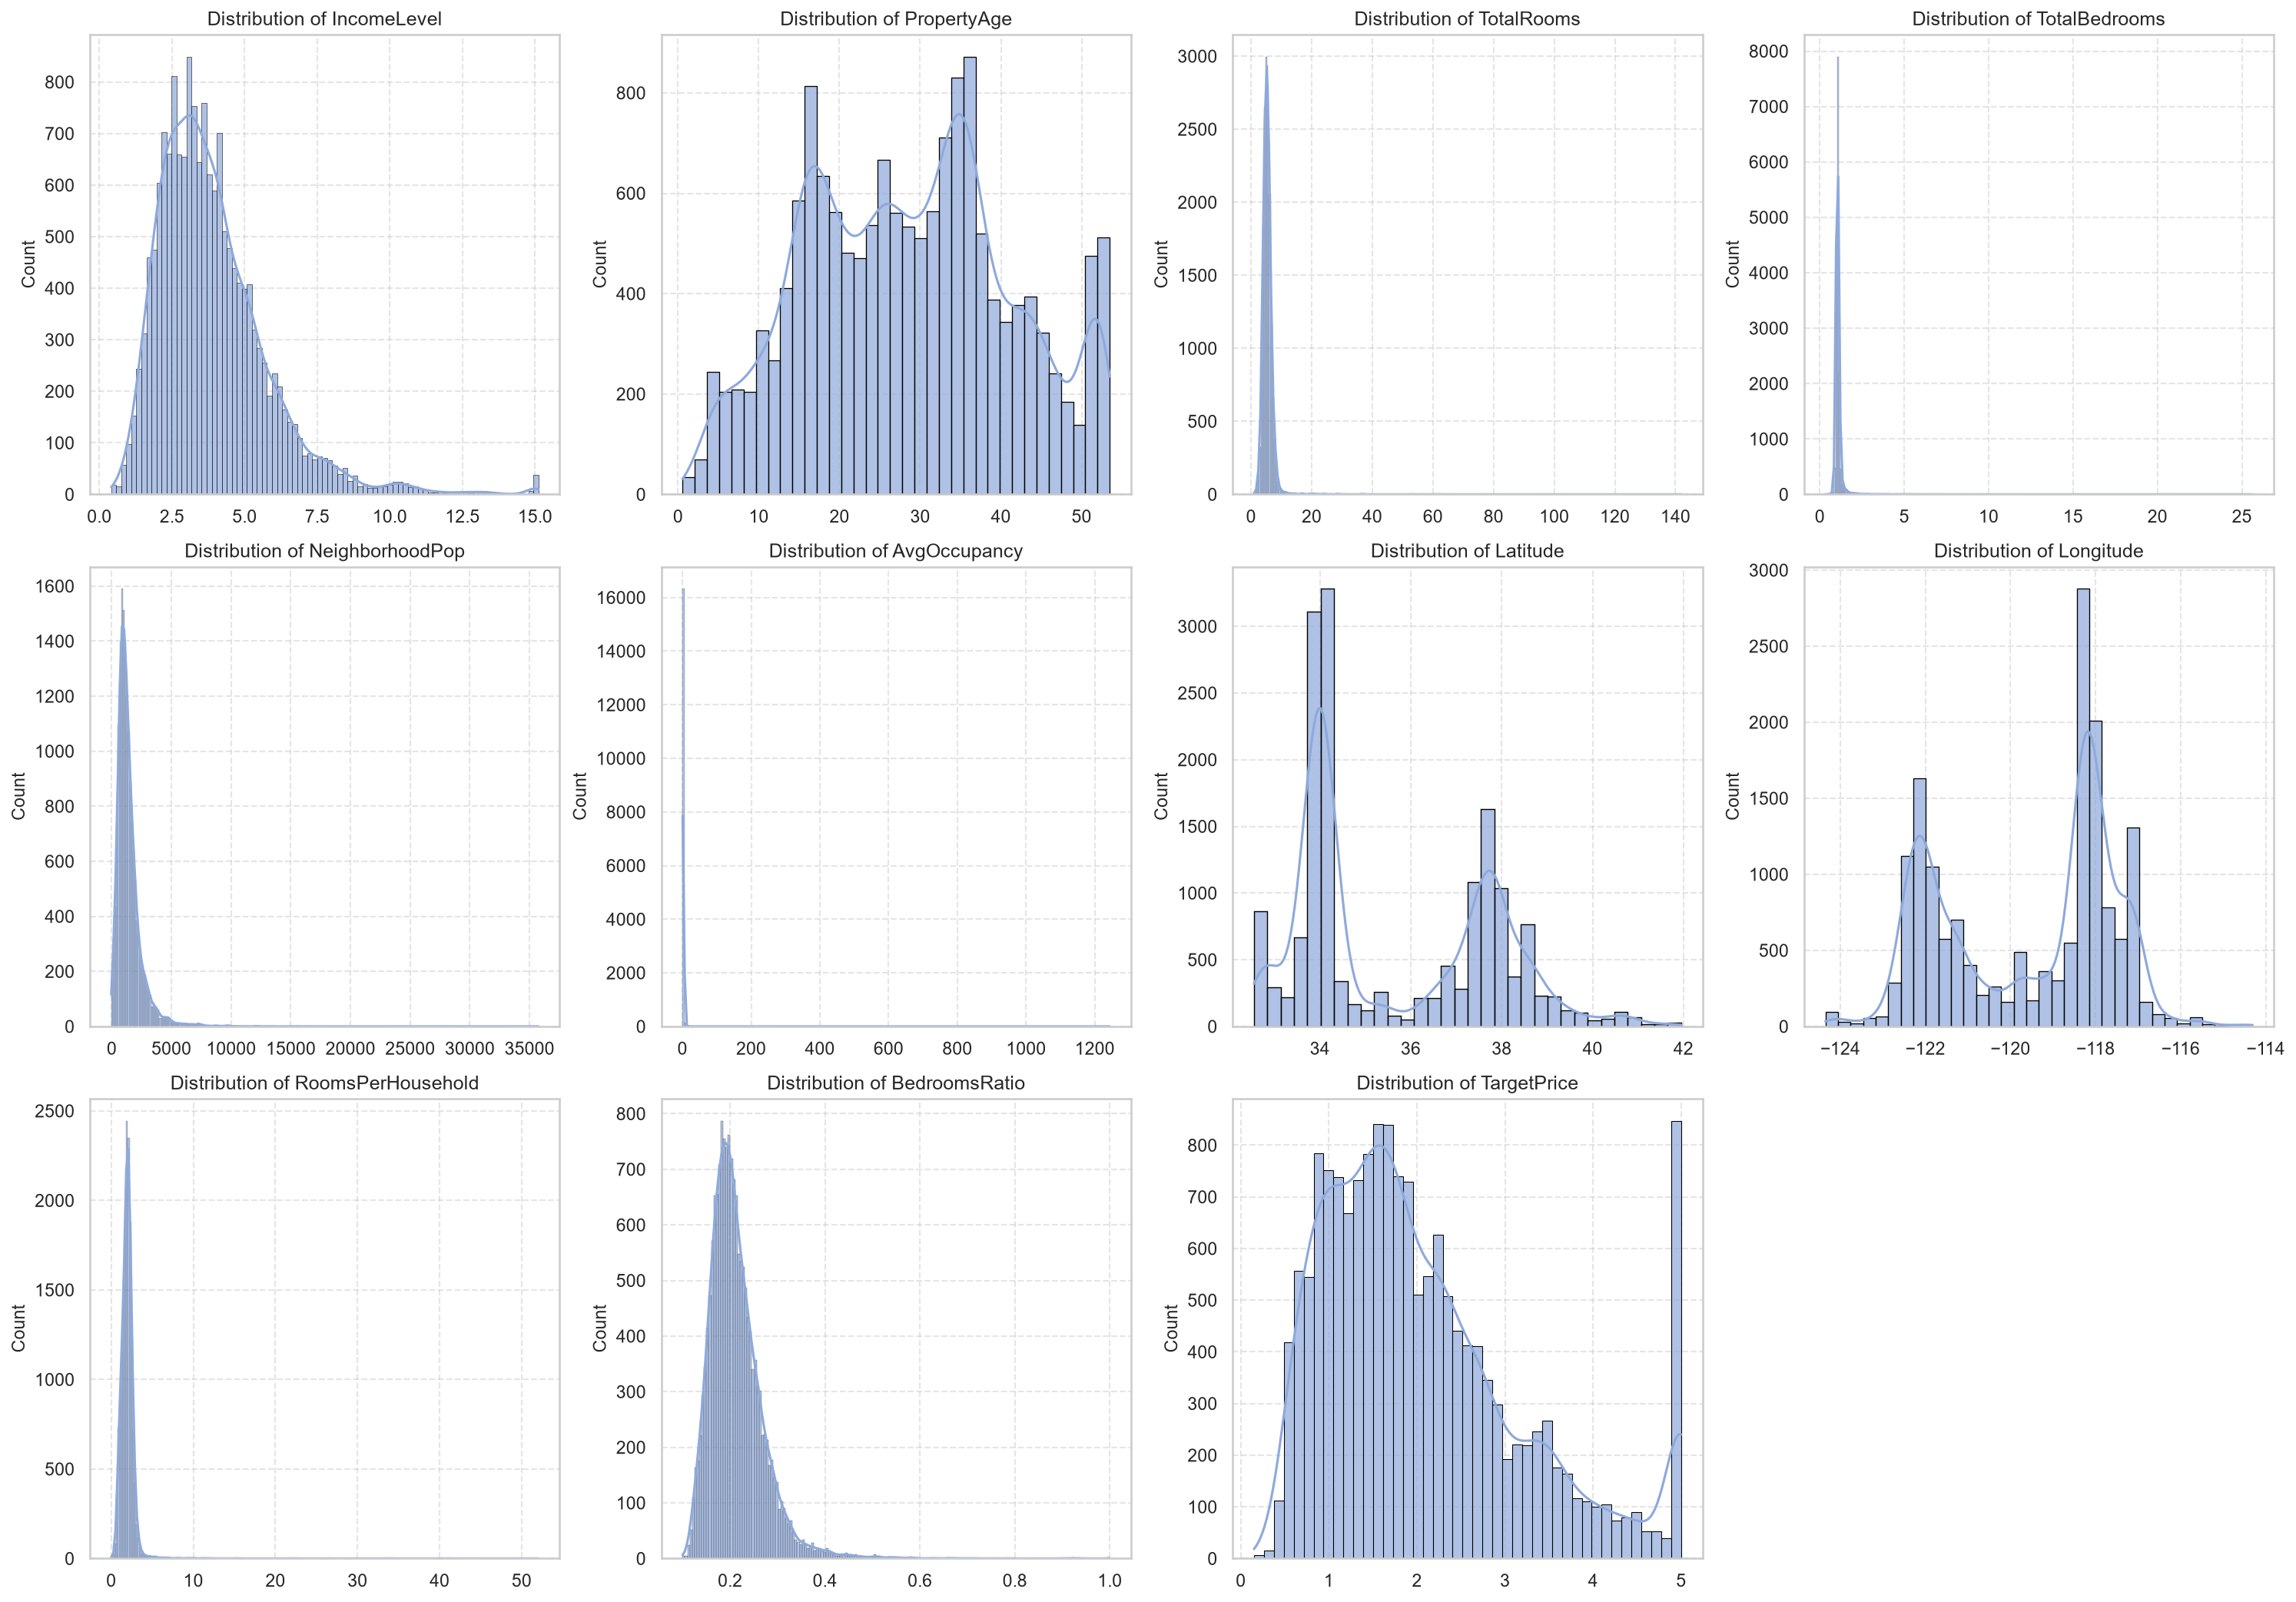 Distribution of IncomeLevel
Count
800
700
600
500
400
300
200
100
0
0.0 2.5 5.0 7.5 10.0 12.5 15.0
Distribution of PropertyAge
Count
800
600
400
200
0
0 10 20 30 40 50
Distribution of TotalRooms
Count
3000
2500
2000
1500
1000
500
0
0 20 40 60 80 100 120 140
Distribution of TotalBedrooms
Count
8000
7000
6000
5000
4000
3000
2000
1000
0
0 5 10 15 20 25
Distribution of NeighborhoodPop
Count
1600
1400
1200
1000
800
600
400
200
0
0 5000 10000 15000 20000 25000 30000 35000
Distribution of AvgOccupancy
Count
16000
14000
12000
10000
8000
6000
4000
2000
0
0 200 400 600 800 1000 1200
Distribution of Latitude
Count
3000
2500
2000
1500
1000
500
0
34 36 38 40 42
Distribution of Longitude
Count
3000
2500
2000
1500
1000
500
0
−124 −122 −120 −118 −116 −114
Distribution of RoomsPerHousehold
Count
2500
2000
1500
1000
500
0
0 10 20 30 40 50
Distribution of BedroomsRatio
Count
800
700
600
500
400
300
200
100
0
0.2 0.4 0.6 0.8 1.0
Distribution of TargetPrice
Count
800
700
600
500
400
300
200
100
0
0 1 2 3 4 5